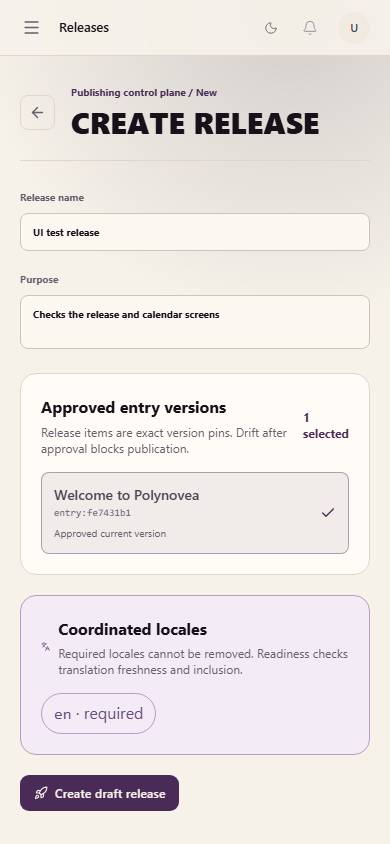 Releases
U
Publishing control plane / New
CREATE RELEASE
Release name
UI test release
Purpose
Checks the release and calendar screens
Approved entry versions
1 selected
Release items are exact version pins. Drift after
approval blocks publication.
Welcome to Polynovea
entry:fe7431b1
Approved current version
Coordinated locales
Required locales cannot be removed. Readiness checks
translation freshness and inclusion.
en · required
Create draft release